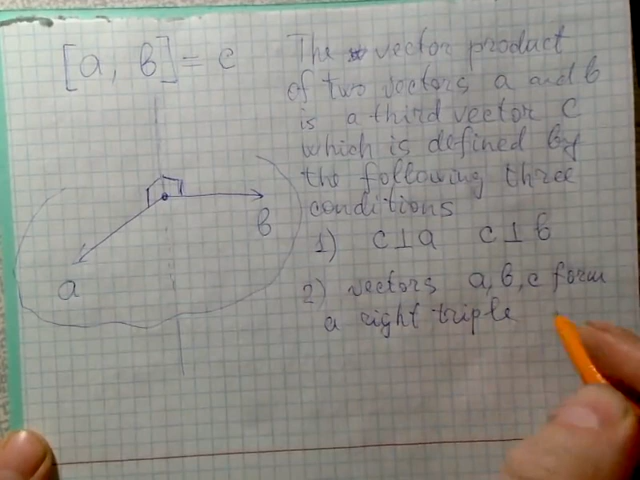 [a, b] = c
The vector product
of two vectors a and b
is a third vector c
which is defined by
the following three
conditions
1) c⊥a c⊥b
2) vectors a, b, c form
a right triple
a
b